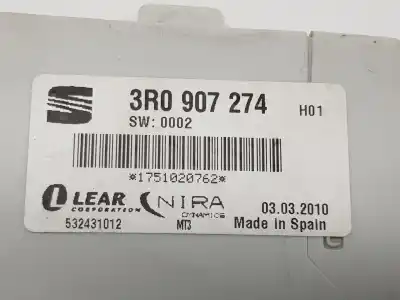 3R0 907 274 H01
SW: 0002
*1751020762*
LEAR NIRA 03.03.2010
CORPORATION DYNAMICS
532431012 MT3 Made in Spain
G